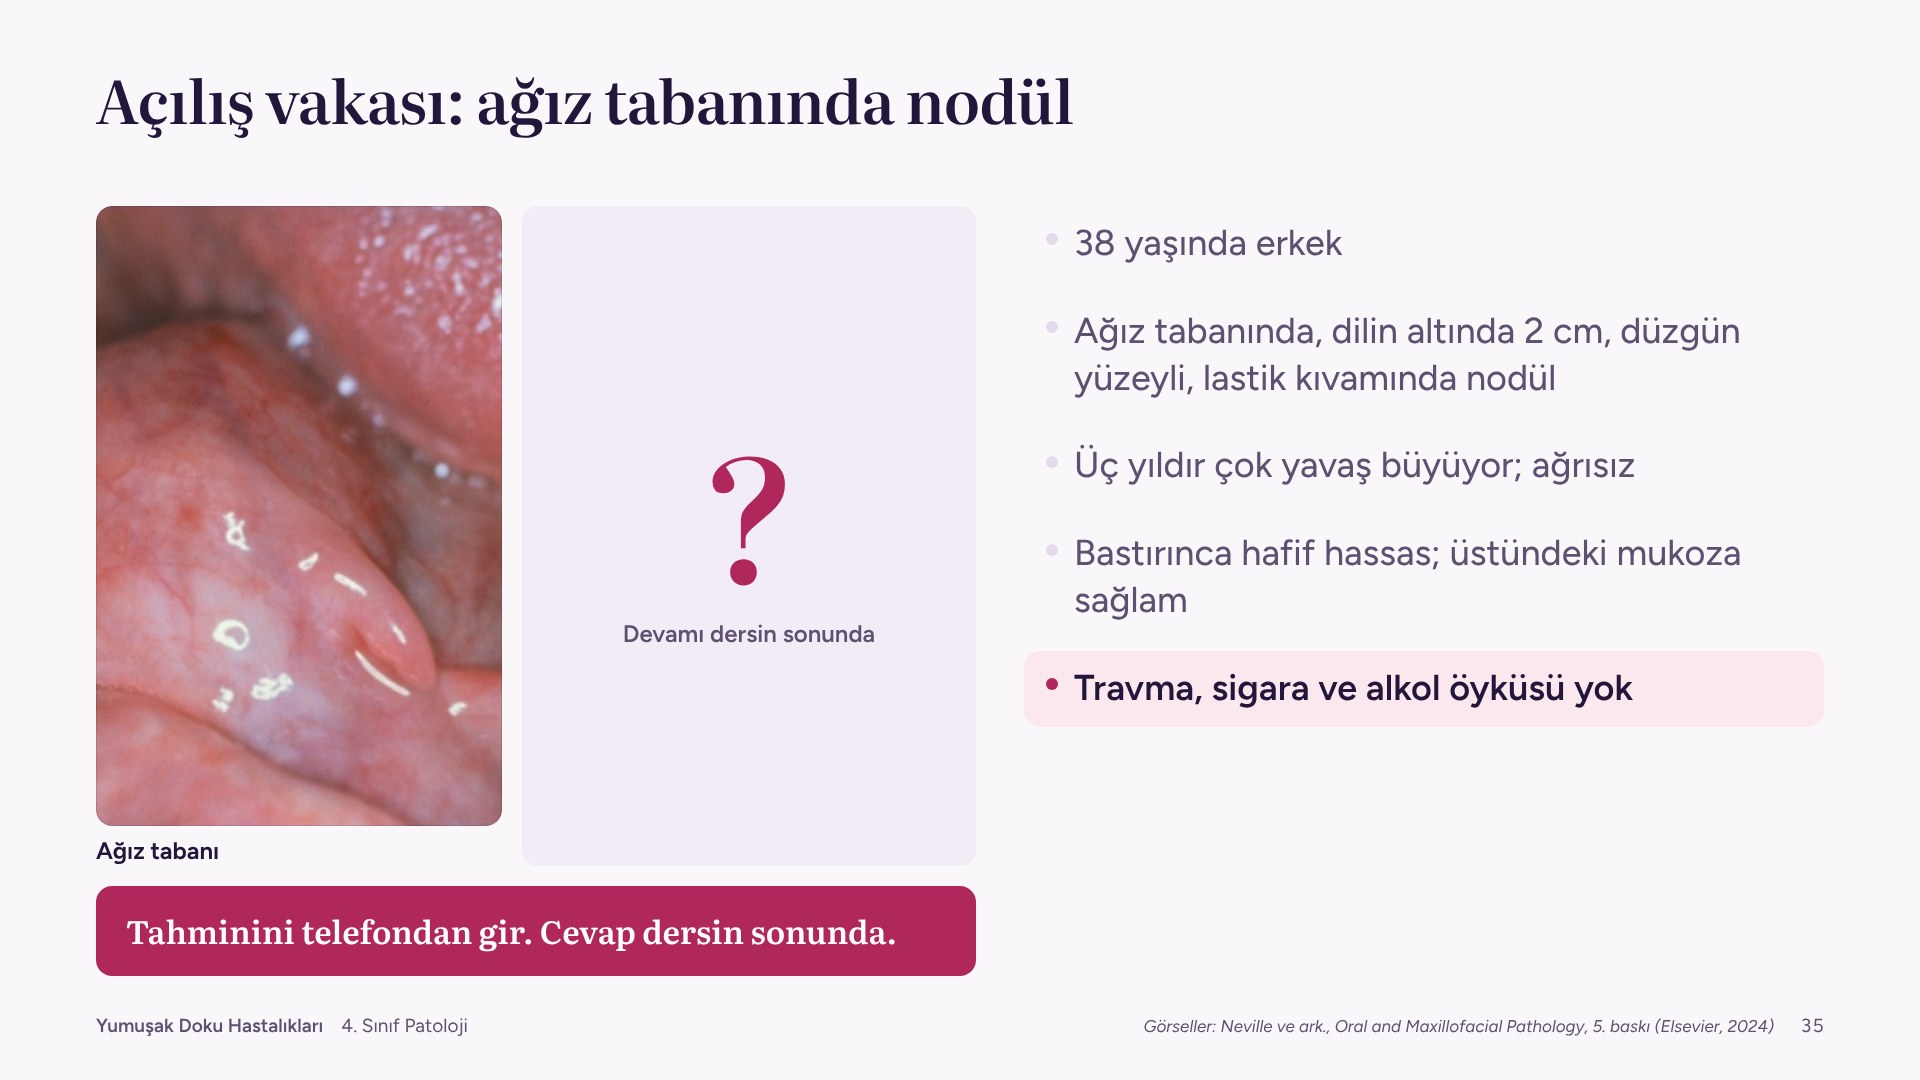 Açılış vakası: ağız tabanında nodül
Ağız tabanı
?
Devamı dersin sonunda
38 yaşında erkek
Ağız tabanında, dilin altında 2 cm, düzgün
yüzeyli, lastik kıvamında nodül
Üç yıldır çok yavaş büyüyor; ağrısız
Bastırınca hafif hassas; üstündeki mukoza
sağlam
Travma, sigara ve alkol öyküsü yok
Tahminini telefondan gir. Cevap dersin sonunda.
Yumuşak Doku Hastalıkları 4. Sınıf Patoloji
Görseller: Neville ve ark., Oral and Maxillofacial Pathology, 5. baskı (Elsevier, 2024) 35